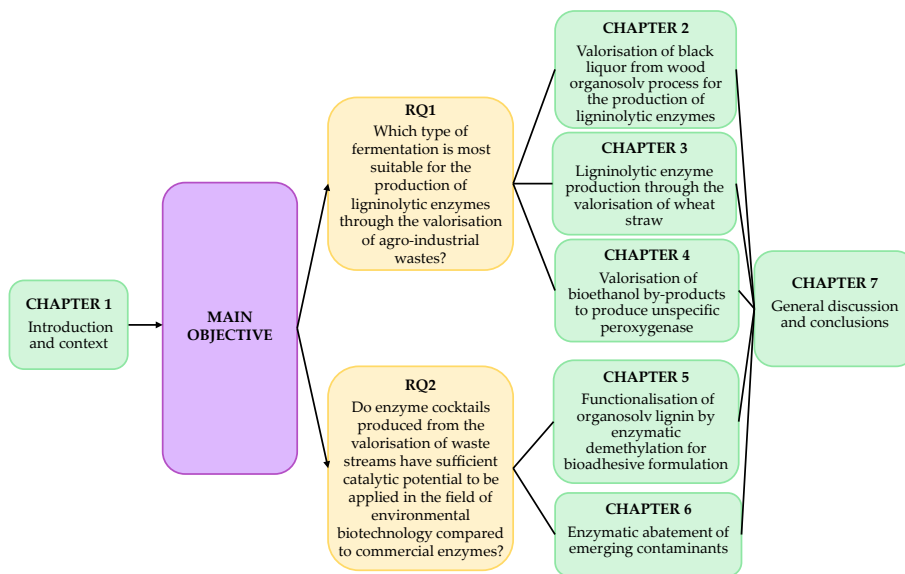 CHAPTER 1
Introduction
and context
MAIN
OBJECTIVE
RQ1
Which type of
fermentation is most
suitable for the
production of
ligninolytic enzymes
through the valorisation
of agro-industrial
wastes?
RQ2
Do enzyme cocktails
produced from the
valorisation of waste
streams have sufficient
catalytic potential to be
applied in the field of
environmental
biotechnology compared
to commercial enzymes?
CHAPTER 2
Valorisation of black
liquor from wood
organosolv process for
the production of
ligninolytic enzymes
CHAPTER 3
Ligninolytic enzyme
production through the
valorisation of wheat
straw
CHAPTER 4
Valorisation of
bioethanol by-products
to produce unspecific
peroxygenase
CHAPTER 5
Functionalisation of
organosolv lignin by
enzymatic
demethylation for
bioadhesive formulation
CHAPTER 6
Enzymatic abatement of
emerging contaminants
CHAPTER 7
General discussion
and conclusions